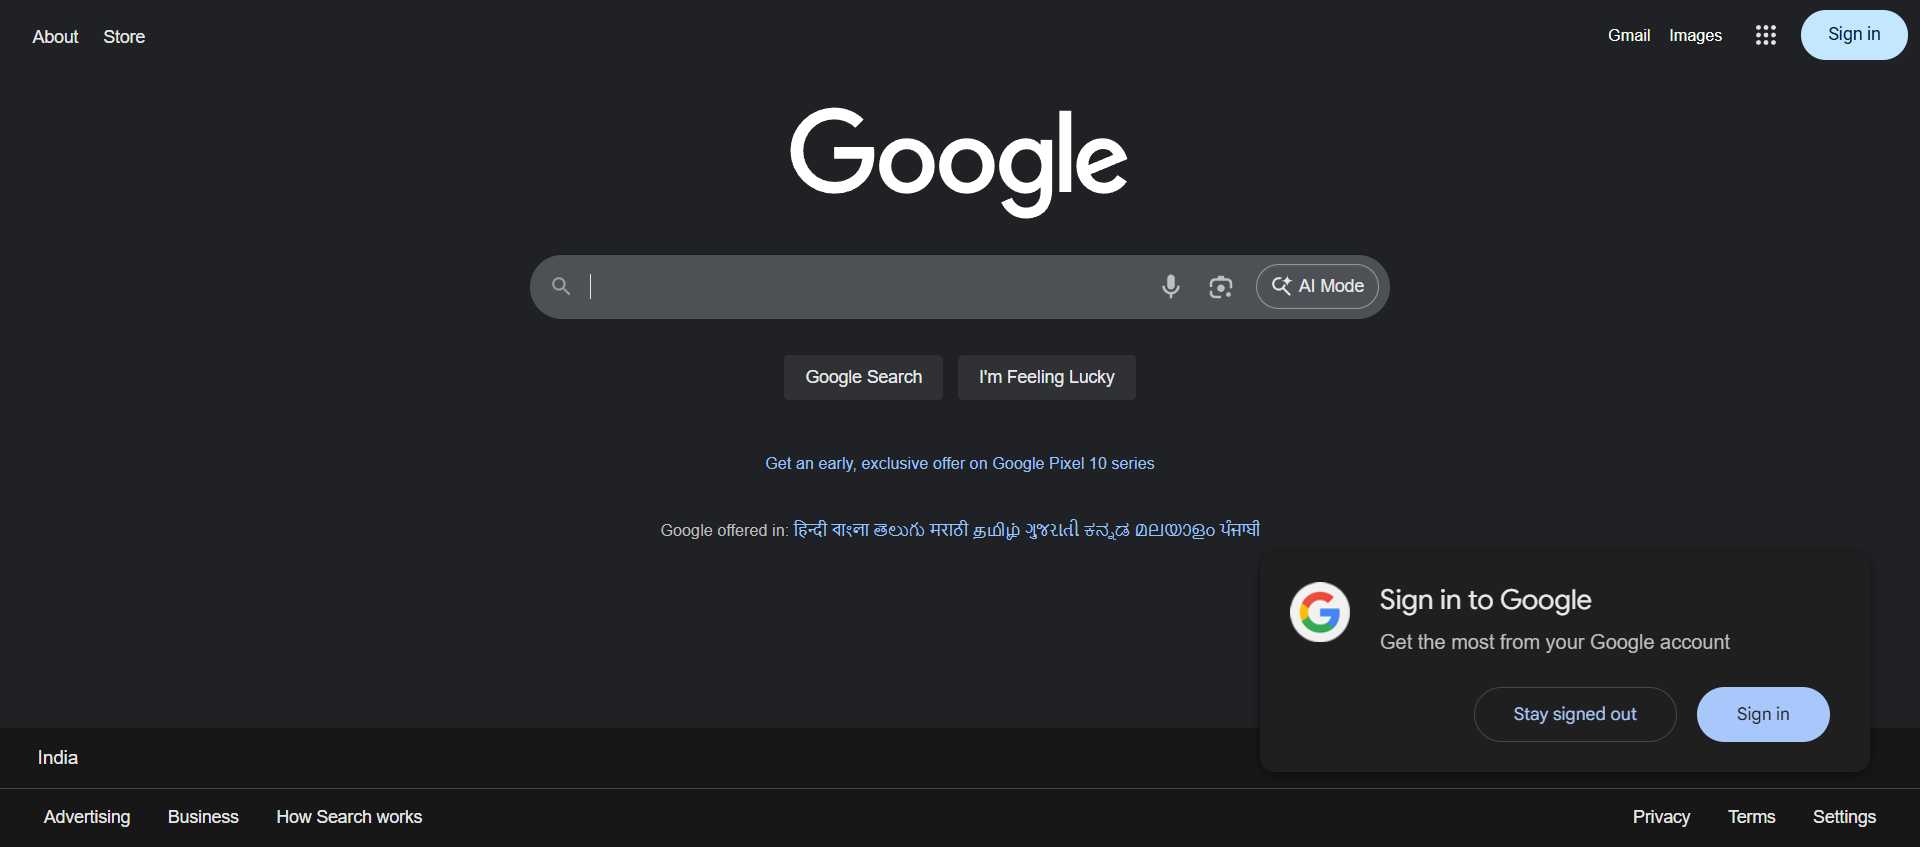 About Store Gmail Images Sign in
Google
AI Mode
Google Search I'm Feeling Lucky
Get an early, exclusive offer on Google Pixel 10 series
Google offered in: हिन्दी বাংলা తెలుగు मराठी தமிழ் ગુજરાતી ಕನ್ನಡ മലയാളം ਪੰਜਾਬੀ
Sign in to Google
Get the most from your Google account
Stay signed out Sign in
India
Advertising Business How Search works Privacy Terms Settings